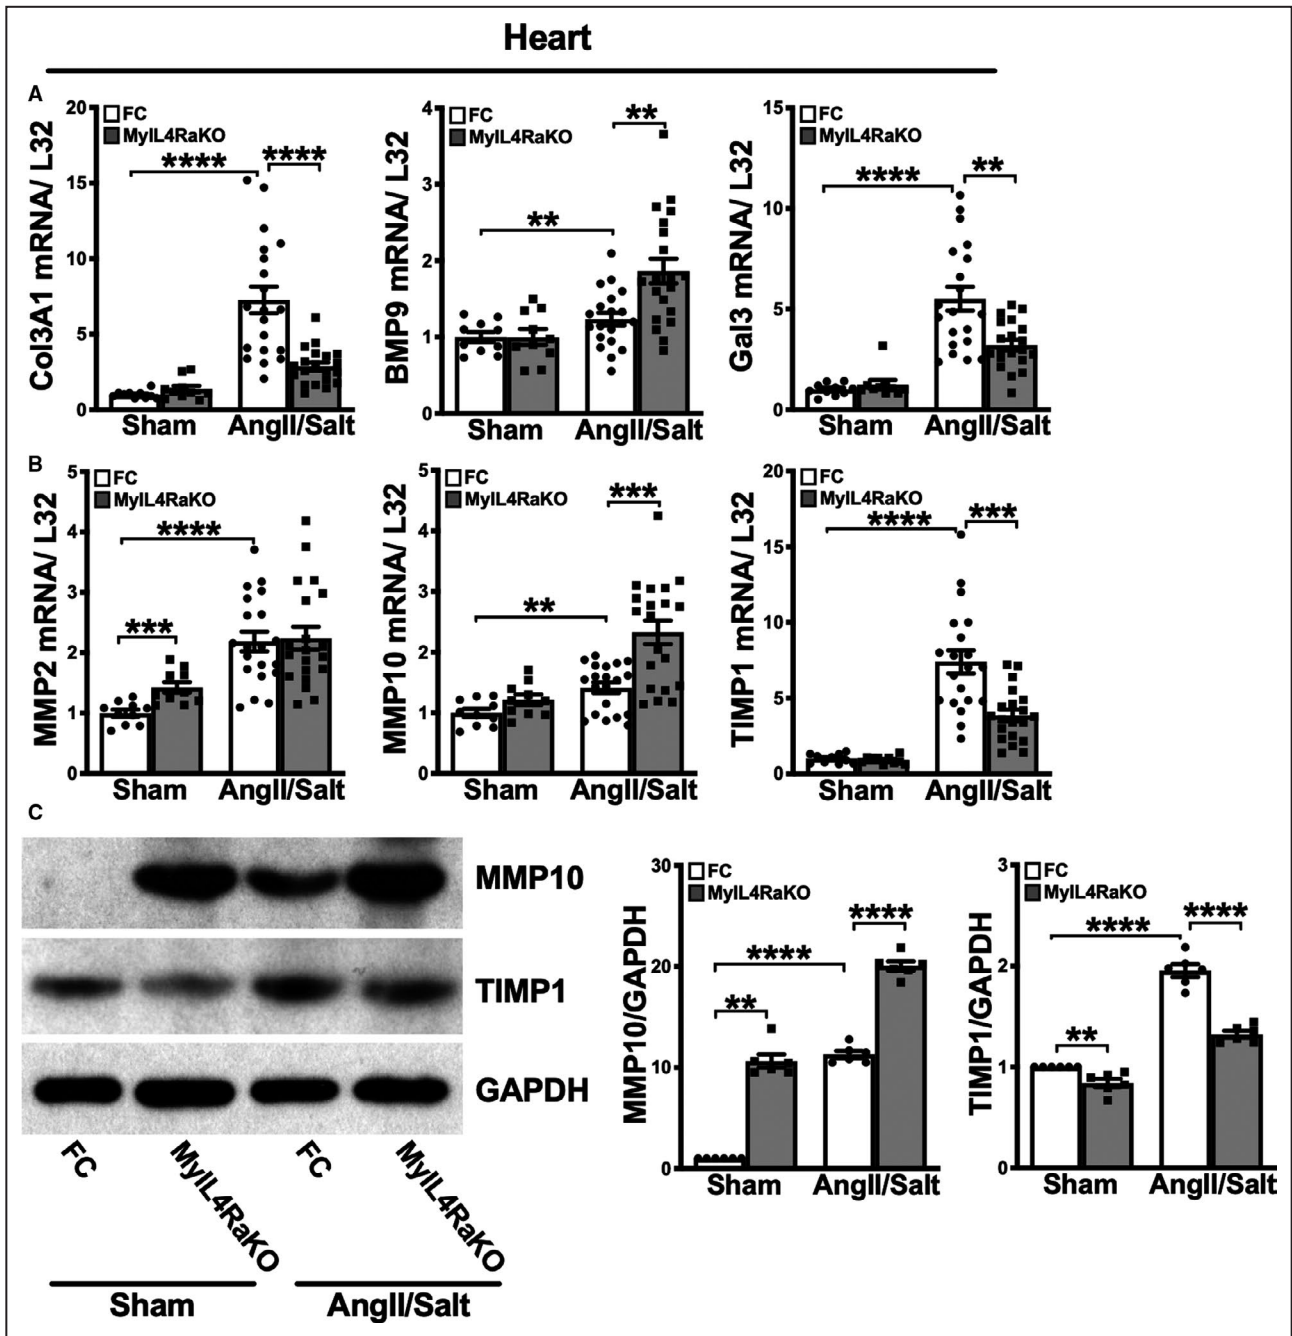 Heart
A
Col3A1 mRNA/ L32
20
15
10
5
0
FC
MyIL4RaKO
****
****
Sham
AngII/Salt
BMP9 mRNA/ L32
4
3
2
1
0
FC
MyIL4RaKO
**
**
Sham
AngII/Salt
Gal3 mRNA/ L32
15
10
5
0
FC
MyIL4RaKO
****
**
Sham
AngII/Salt
B
MMP2 mRNA/ L32
5
4
3
2
1
0
FC
MyIL4RaKO
****
***
Sham
AngII/Salt
MMP10 mRNA/ L32
5
4
3
2
1
0
FC
MyIL4RaKO
***
**
Sham
AngII/Salt
TIMP1 mRNA/ L32
20
15
10
5
0
FC
MyIL4RaKO
****
***
Sham
AngII/Salt
C
MMP10
TIMP1
GAPDH
FC
MyIL4RaKO
FC
MyIL4RaKO
Sham
AngII/Salt
MMP10/GAPDH
30
20
10
0
FC
MyIL4RaKO
****
****
**
Sham
AngII/Salt
TIMP1/GAPDH
3
2
1
0
FC
MyIL4RaKO
****
****
**
Sham
AngII/Salt